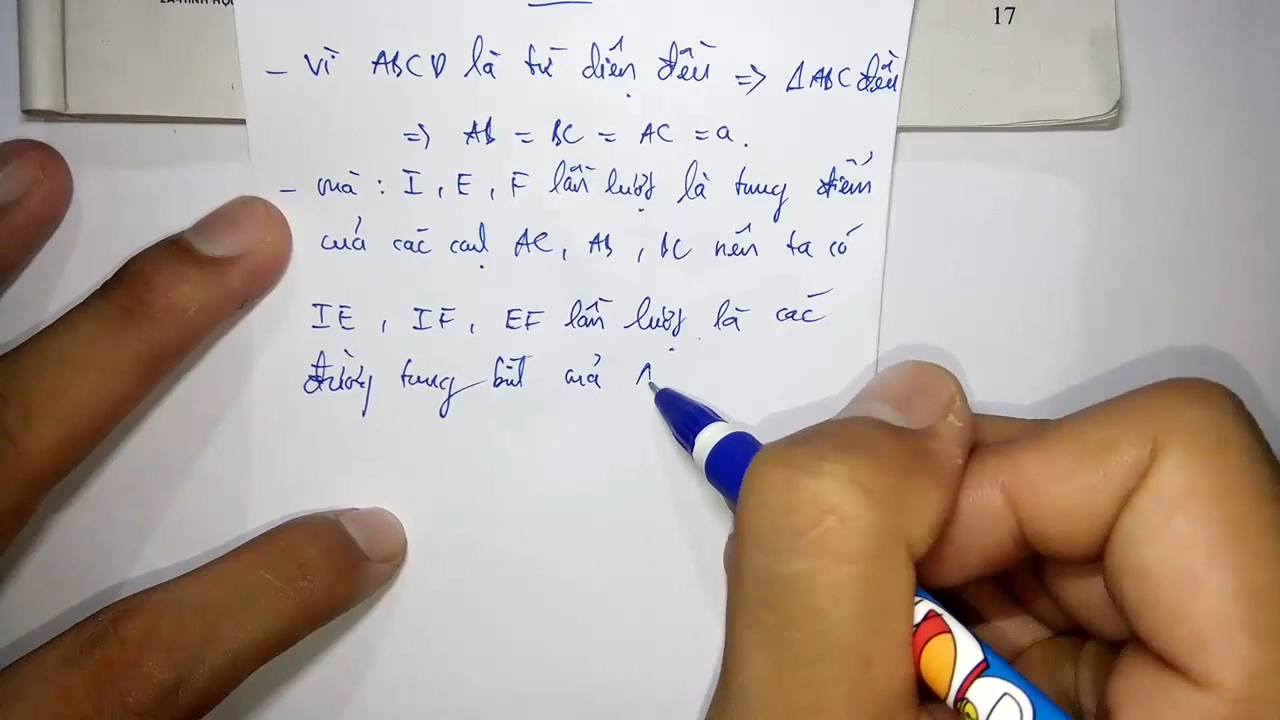 17
- Vì ABCD là tứ diện đều => ΔABC đều
=> AB = BC = AC = a.
- mà : I, E, F lần lượt là trung điểm
của các cạnh AC, AB, BC nên ta có
IE, IF, EF lần lượt là các
đường trung bình của